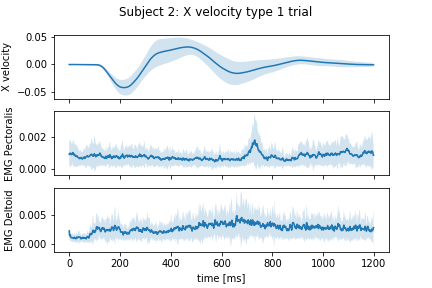 Subject 2: X velocity type 1 trial
X velocity
0.05
0.00
−0.05
EMG Pectoralis
0.002
0.000
EMG Deltoid
0.005
0.000
0 200 400 600 800 1000 1200
time [ms]